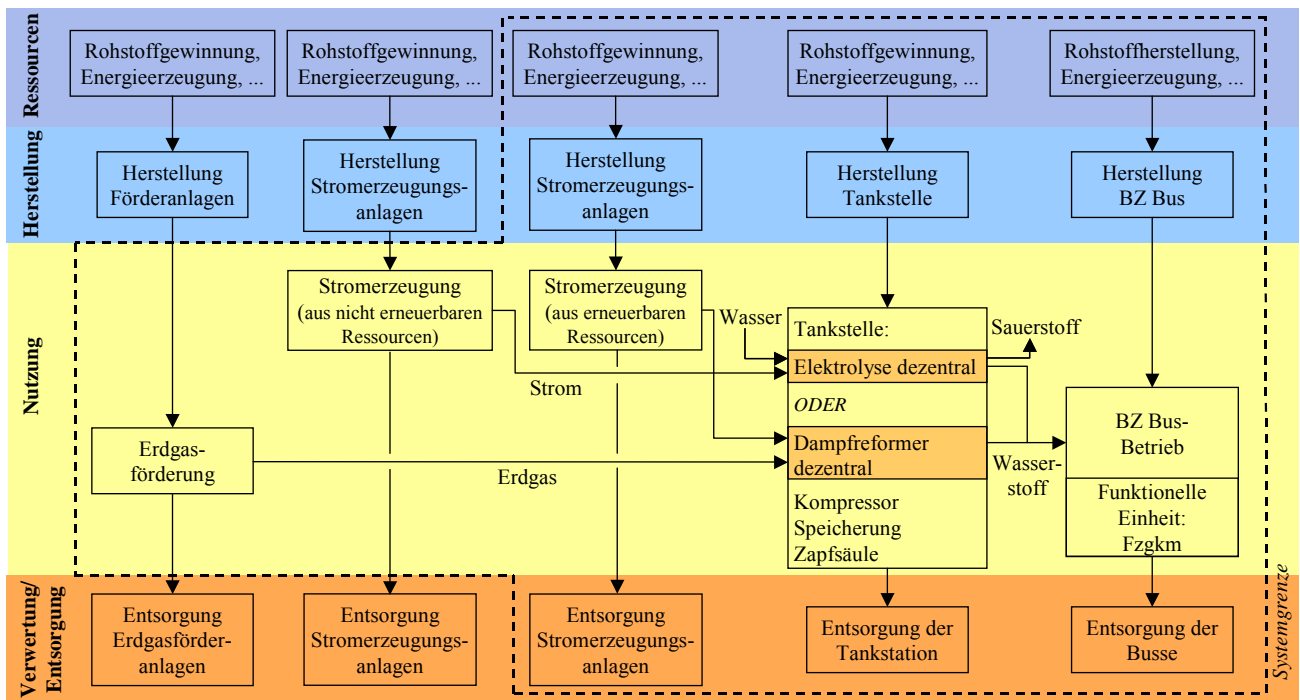 Ressourcen
Rohstoffgewinnung,
Energieerzeugung, ...
Rohstoffgewinnung,
Energieerzeugung, ...
Rohstoffgewinnung,
Energieerzeugung, ...
Rohstoffgewinnung,
Energieerzeugung, ...
Rohstoffherstellung,
Energieerzeugung, ...
Herstellung
Herstellung
Förderanlagen
Herstellung
Stromerzeugungs-
anlagen
Herstellung
Stromerzeugungs-
anlagen
Herstellung
Tankstelle
Herstellung
BZ Bus
Nutzung
Stromerzeugung
(aus nicht erneuerbaren
Ressourcen)
Stromerzeugung
(aus erneuerbaren
Ressourcen)
Wasser
Tankstelle:
Sauerstoff
Elektrolyse dezentral
Strom
ODER
Dampfreformer
dezentral
Erdgas-
förderung
Erdgas
Wasser-
stoff
Kompressor
Speicherung
Zapfsäule
BZ Bus-
Betrieb
Funktionelle
Einheit:
Fzgkm
Verwertung/
Entsorgung
Entsorgung
Erdgasförder-
anlagen
Entsorgung
Stromerzeugungs-
anlagen
Entsorgung
Stromerzeugungs-
anlagen
Entsorgung der
Tankstation
Entsorgung der
Busse
Systemgrenze